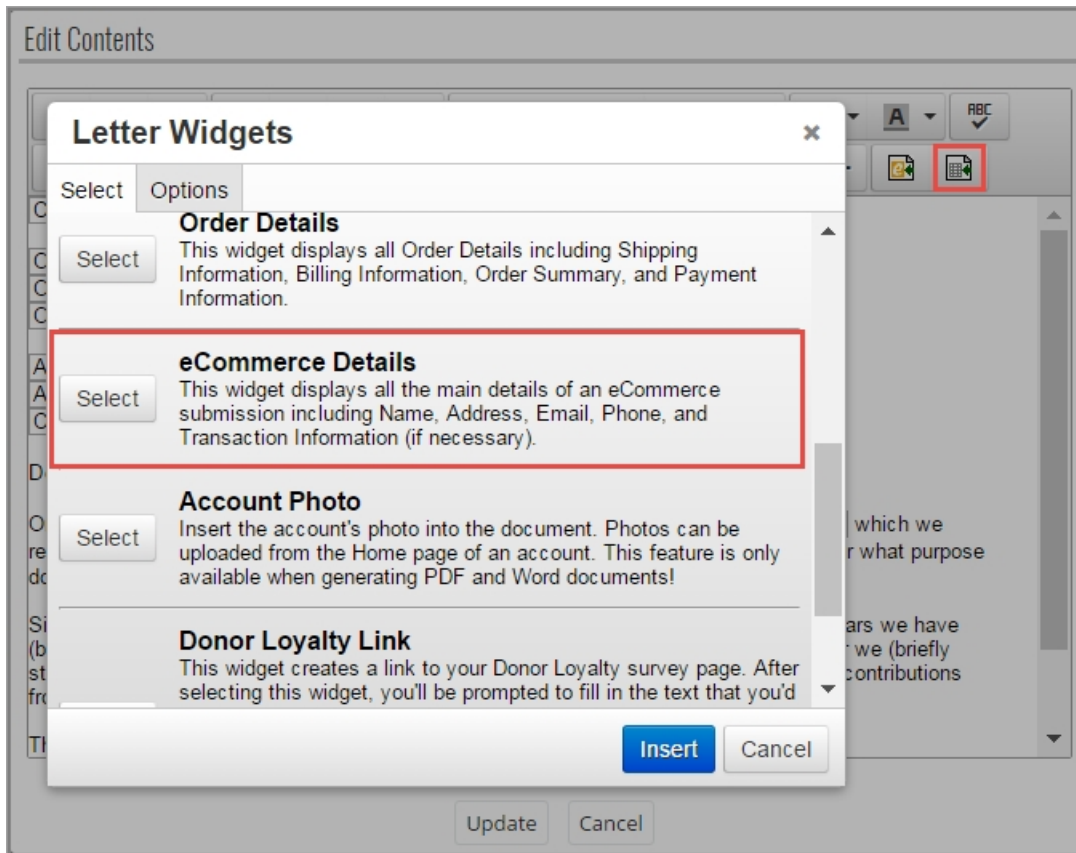 Edit Contents
ABC
A
Letter Widgets ×
Select Options
Order Details
Select
This widget displays all Order Details including Shipping
Information, Billing Information, Order Summary, and Payment
Information.
eCommerce Details
Select
This widget displays all the main details of an eCommerce
submission including Name, Address, Email, Phone, and
Transaction Information (if necessary).
Account Photo
Select
Insert the account's photo into the document. Photos can be
uploaded from the Home page of an account. This feature is only
available when generating PDF and Word documents!
Donor Loyalty Link
This widget creates a link to your Donor Loyalty survey page. After
selecting this widget, you'll be prompted to fill in the text that you'd
Insert Cancel
which we
what purpose
we have
we (briefly
contributions
Update Cancel